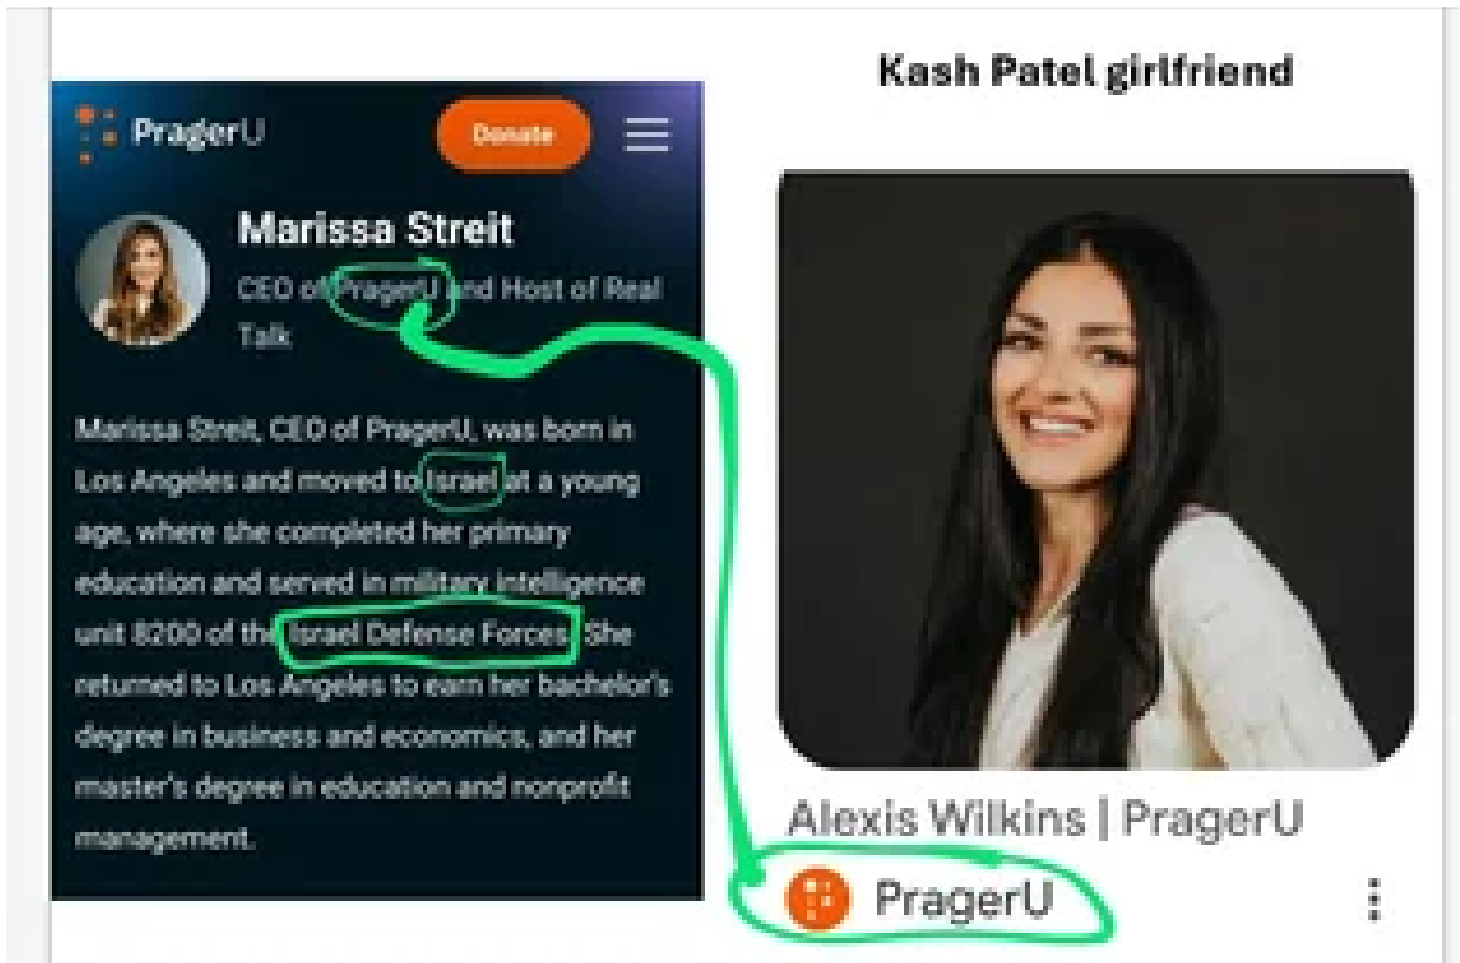 Kash Patel girlfriend
PragerU
Donate
Marissa Streit
CEO of PragerU and Host of Real
Talk
Marissa Streit, CEO of PragerU, was born in
Los Angeles and moved to Israel at a young
age, where she completed her primary
education and served in military intelligence
unit 8200 of the Israel Defense Forces. She
returned to Los Angeles to earn her bachelor's
degree in business and economics, and her
master's degree in education and nonprofit
management.
Alexis Wilkins | PragerU
PragerU